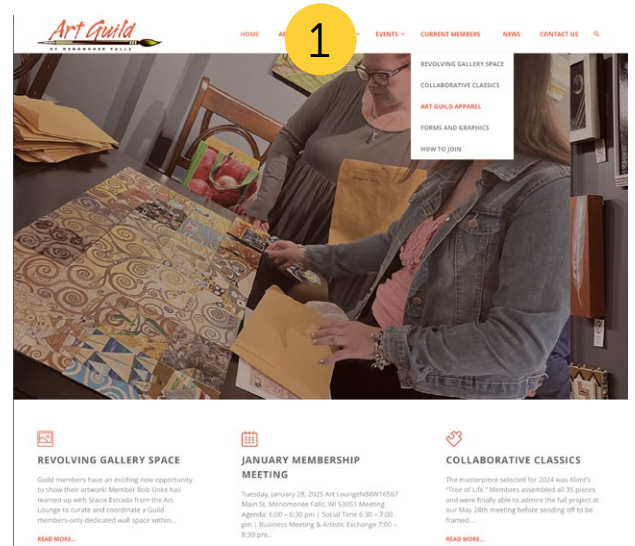 Art Guild
OF MENOMONEE FALLS
HOME
1
EVENTS
CURRENT MEMBERS
NEWS
CONTACT US
REVOLVING GALLERY SPACE
COLLABORATIVE CLASSICS
ART GUILD APPAREL
FORMS AND GRAPHICS
HOW TO JOIN
REVOLVING GALLERY SPACE
Guild members have an exciting new opportunity
to show their artwork! Member Bob Unke has
teamed up with Stacie Estrada from the Art
Lounge to curate and coordinate a Guild
members-only dedicated wall space within...
READ MORE...
JANUARY MEMBERSHIP
MEETING
Tuesday, January 28, 2025 Art LoungeN88W16567
Main St, Menomonee Falls, WI 53051 Meeting
Agenda: 6:00 – 6:30 pm | Social Time 6:30 – 7:00
pm | Business Meeting & Artistic Exchange 7:00 –
8:30 pm...
COLLABORATIVE CLASSICS
The masterpiece selected for 2024 was Klimt's
"Tree of Life." Members assembled all 35 pieces
and were finally able to admire the full project at
our May 28th meeting before sending off to be
framed....
READ MORE...